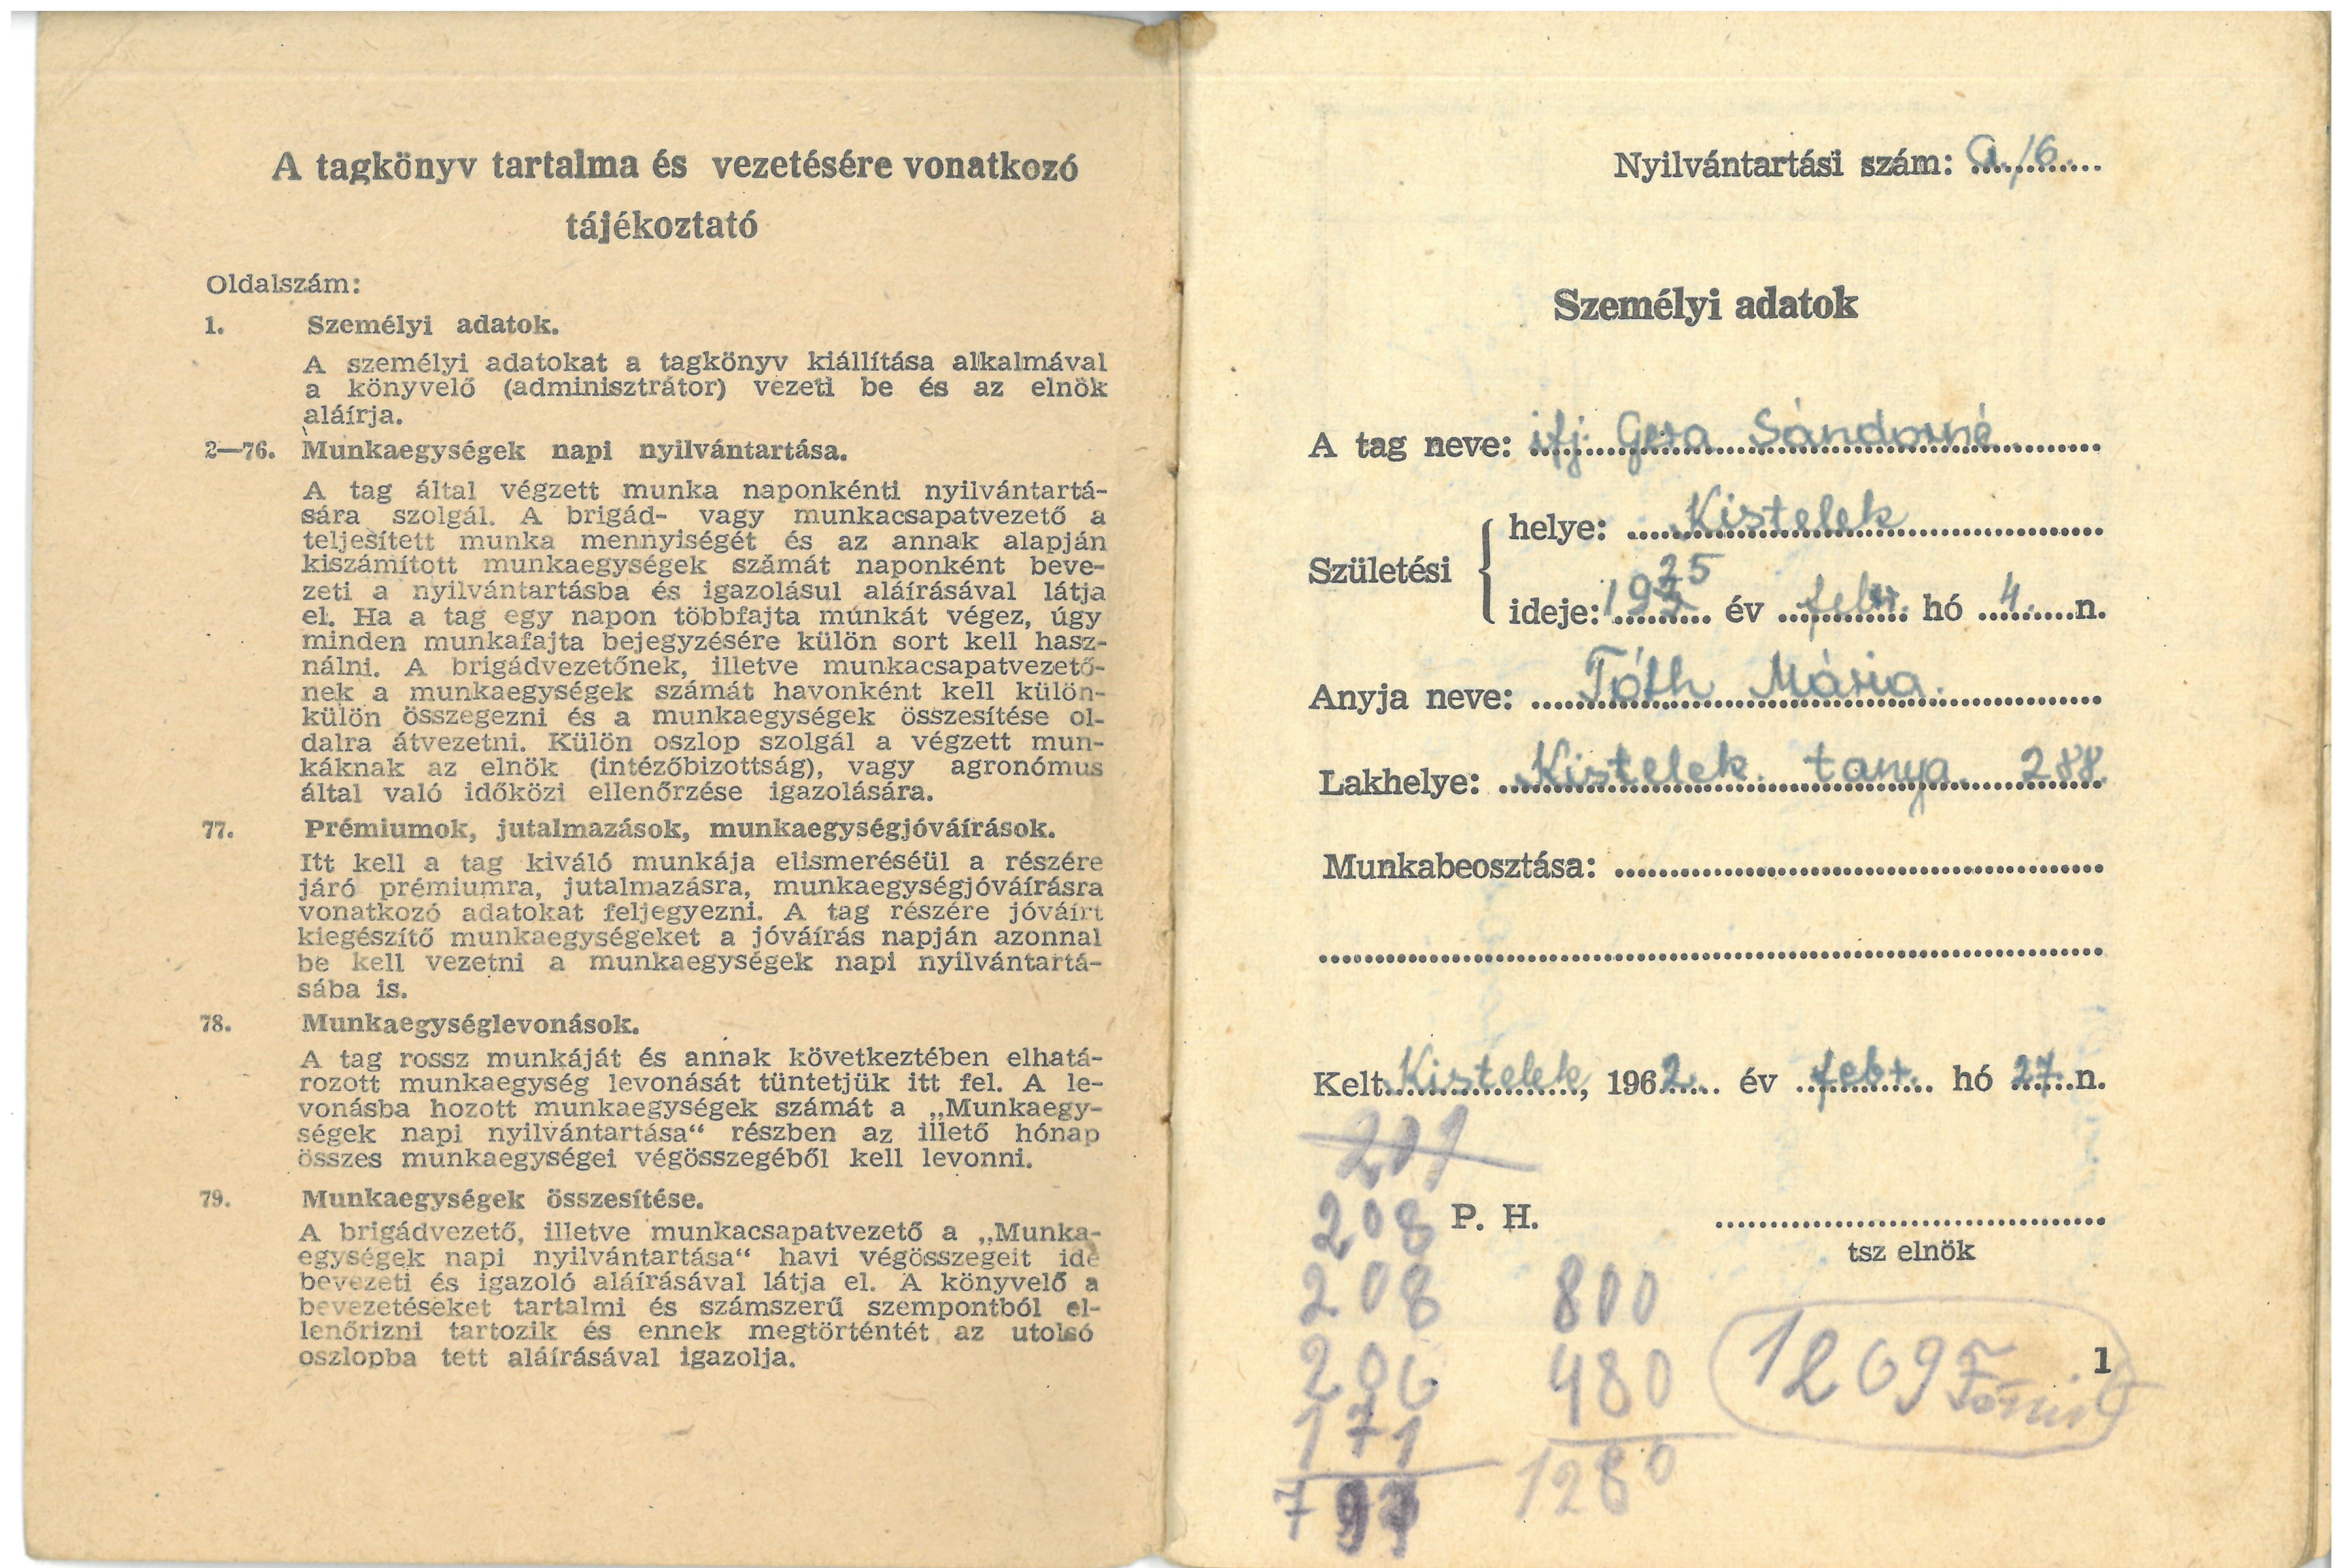 A tagkönyv tartalma és vezetésére vonatkozó
tájékoztató
Oldalszám:
1. Személyi adatok.
A személyi adatokat a tagkönyv kiállítása alkalmával
a könyvelő (adminisztrátor) vezeti be és az elnök
aláírja.
2—76. Munkaegységek napi nyilvántartása.
A tag által végzett munka naponkénti nyilvántartá-
sára szolgál. A brigád- vagy munkacsapatvezető a
teljesített munka mennyiségét és az annak alapján
kiszámított munkaegységek számát naponként beve-
zeti a nyilvántartásba és igazolásul aláírásával látja
el. Ha a tag egy napon többfajta munkát végez, úgy
minden munkafajta bejegyzésére külön sort kell hasz-
nálni. A brigádvezetőnek, illetve munkacsapatvezető-
nek a munkaegységek számát havonként kell külön-
külön összegezni és a munkaegységek összesítése ol-
dalra átvezetni. Külön oszlop szolgál a végzett mun-
káknak az elnök (intézőbizottság), vagy agronómus
által való időközi ellenőrzése igazolására.
77. Prémiumok, jutalmazások, munkaegységjóváírások.
Itt kell a tag kiváló munkája elismeréséül a részére
járó prémiumra, jutalmazásra, munkaegységjóváírásra
vonatkozó adatokat feljegyezni. A tag részére jóváírt
kiegészítő munkaegységeket a jóváírás napján azonnal
be kell vezetni a munkaegységek napi nyilvántartá-
sába is.
78. Munkaegységlevonások.
A tag rossz munkáját és annak következtében elhatá-
rozott munkaegység levonását tüntetjük itt fel. A le-
vonásba hozott munkaegységek számát a „Munkaegy-
ségek napi nyilvántartása“ részben az illető hónap
összes munkaegységei végösszegéből kell levonni.
79. Munkaegységek összesítése.
A brigádvezető, illetve munkacsapatvezető a „Munka-
egységek napi nyilvántartása“ havi végösszegeit ide
bevezeti és igazoló aláírásával látja el. A könyvelő a
bevezetéseket tartalmi és számszerű szempontból el-
lenőrizni tartozik és ennek megtörténtét az utolsó
oszlopba tett aláírásával igazolja.
Nyilvántartási szám: a./6.
Személyi adatok
A tag neve: ifj. Gera Sándorné
Születési
helye: Kistelek
ideje: 1925 év febr. hó 4. n.
Anyja neve: Tóth Mária.
Lakhelye: Kistelek. tanya. 288.
Munkabeosztása:
Kelt Kistelek, 1962. év febr. hó 27. n.
207
208 P. H.
tsz elnök
208 800
206 480 1269 Forint 1
171
1280
793